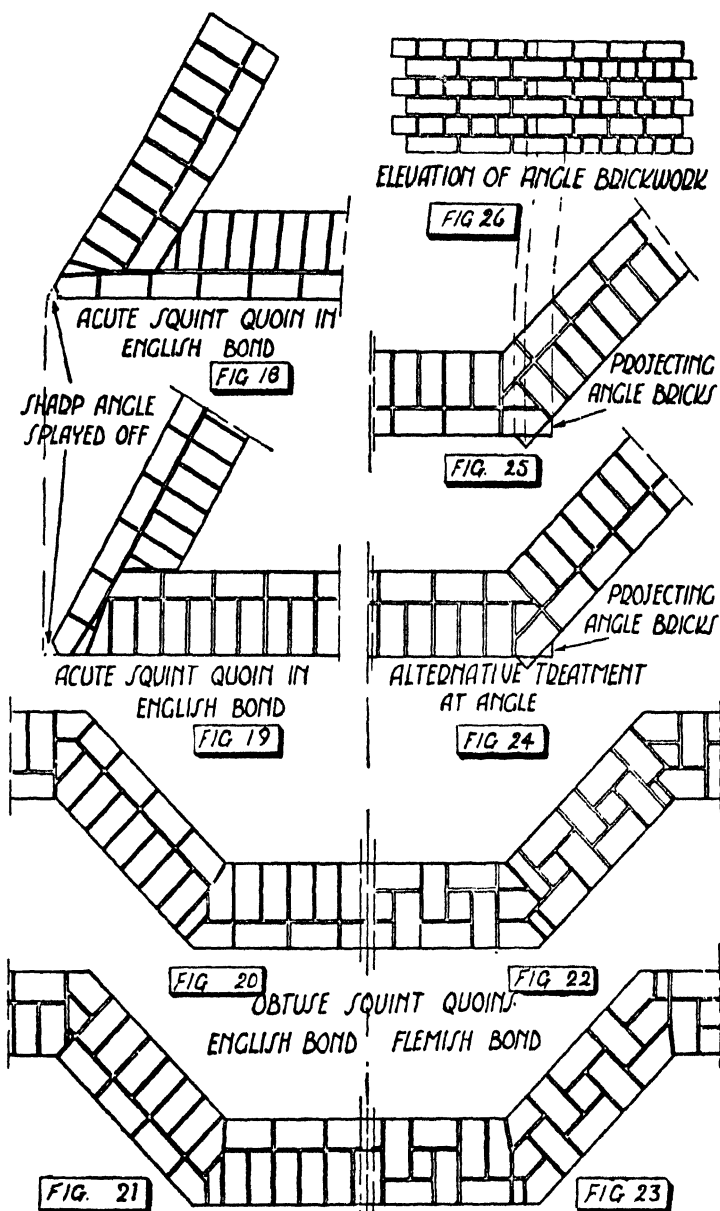 ELEVATION OF ANGLE BRICKWORK
FIG 26
ACUTE SQUINT QUOIN IN
ENGLISH BOND
FIG 18
SHARP ANGLE
SPLAYED OFF
PROJECTING
ANGLE BRICKS
FIG. 25
PROJECTING
ANGLE BRICKS
ACUTE SQUINT QUOIN IN
ENGLISH BOND
FIG 19
ALTERNATIVE TREATMENT
AT ANGLE
FIG 24
FIG 20
FIG 22
OBTUSE SQUINT QUOINS.
ENGLISH BOND FLEMISH BOND
FIG. 21
FIG 23